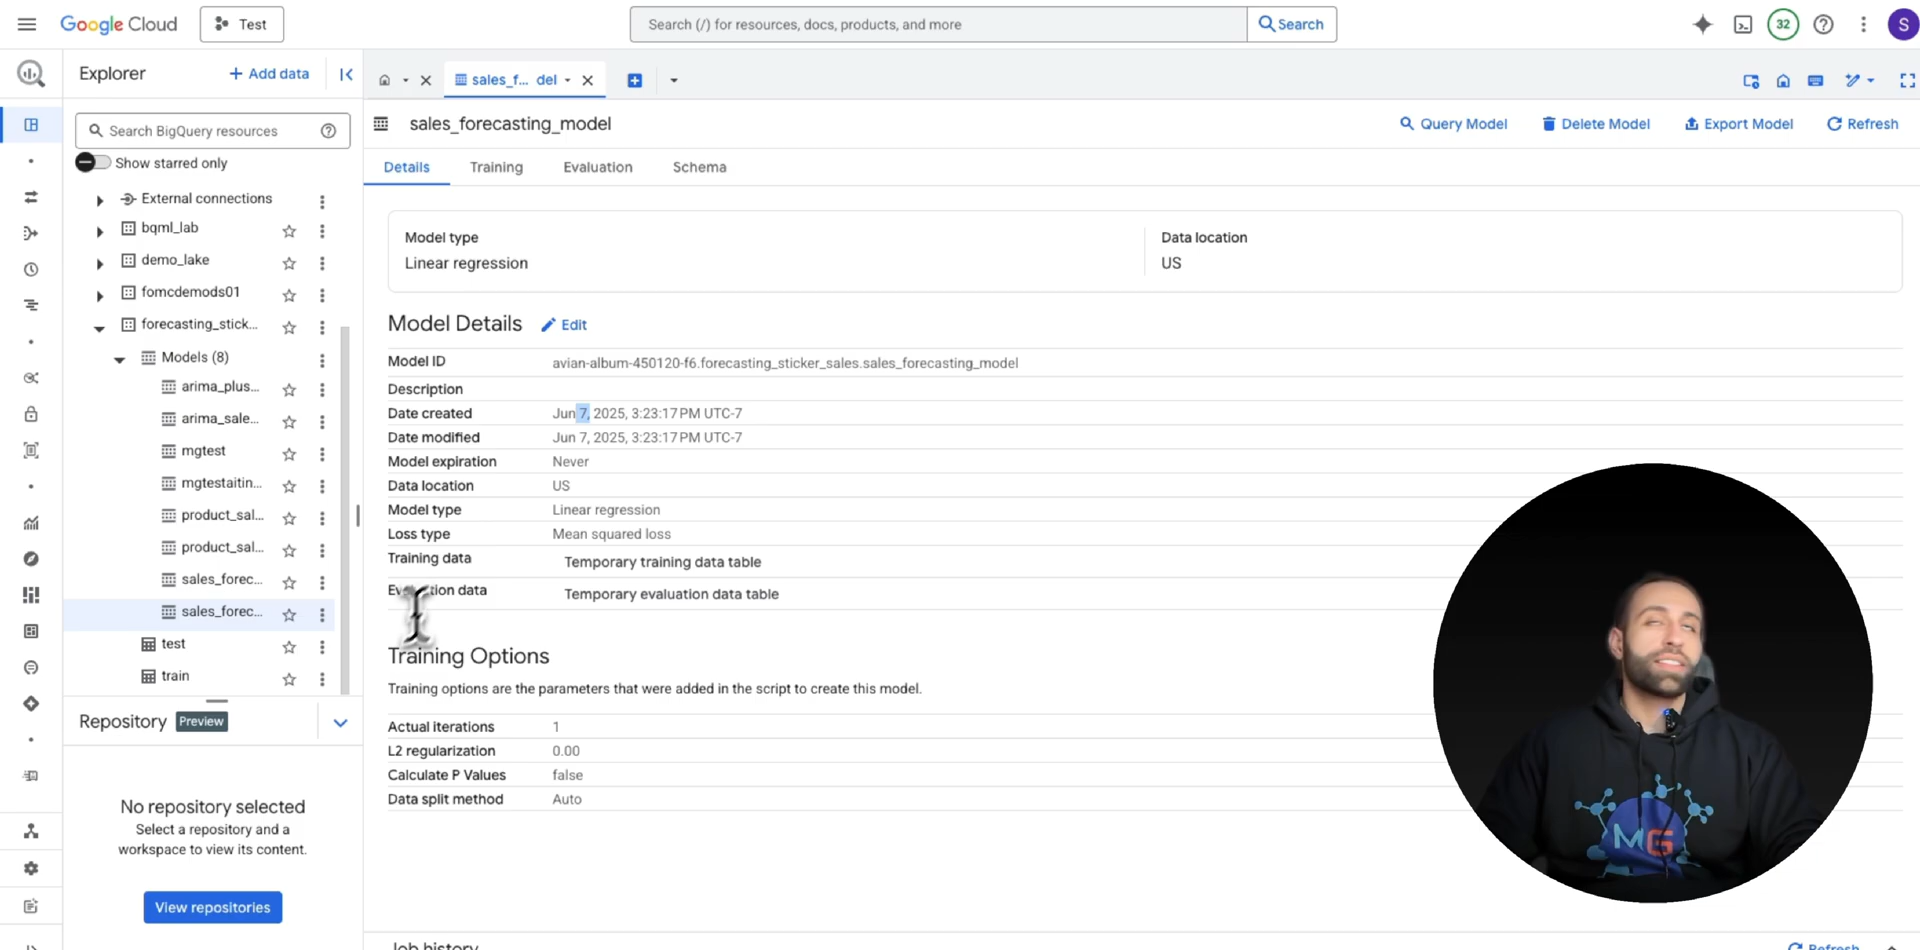 Google Cloud
Test
Search (/) for resources, docs, products, and more
Search
32
S
Explorer
+ Add data
sales_f... del
Search BigQuery resources
Show starred only
External connections
bqml_lab
demo_lake
fomcdemods01
forecasting_stick...
Models (8)
arima_plus...
arima_sale...
mgtest
mgtestaitin...
product_sal...
product_sal...
sales_forec...
sales_forec...
test
train
Repository Preview
No repository selected
Select a repository and a
workspace to view its content.
View repositories
sales_forecasting_model
Query Model
Delete Model
Export Model
Refresh
Details
Training
Evaluation
Schema
Model type
Linear regression
Data location
US
Model Details
Edit
Model ID avian-album-450120-f6.forecasting_sticker_sales.sales_forecasting_model
Description
Date created Jun 7, 2025, 3:23:17 PM UTC-7
Date modified Jun 7, 2025, 3:23:17 PM UTC-7
Model expiration Never
Data location US
Model type Linear regression
Loss type Mean squared loss
Training data Temporary training data table
Evaluation data Temporary evaluation data table
Training Options
Training options are the parameters that were added in the script to create this model.
Actual iterations 1
L2 regularization 0.00
Calculate P Values false
Data split method Auto
Job history
Refresh
MG